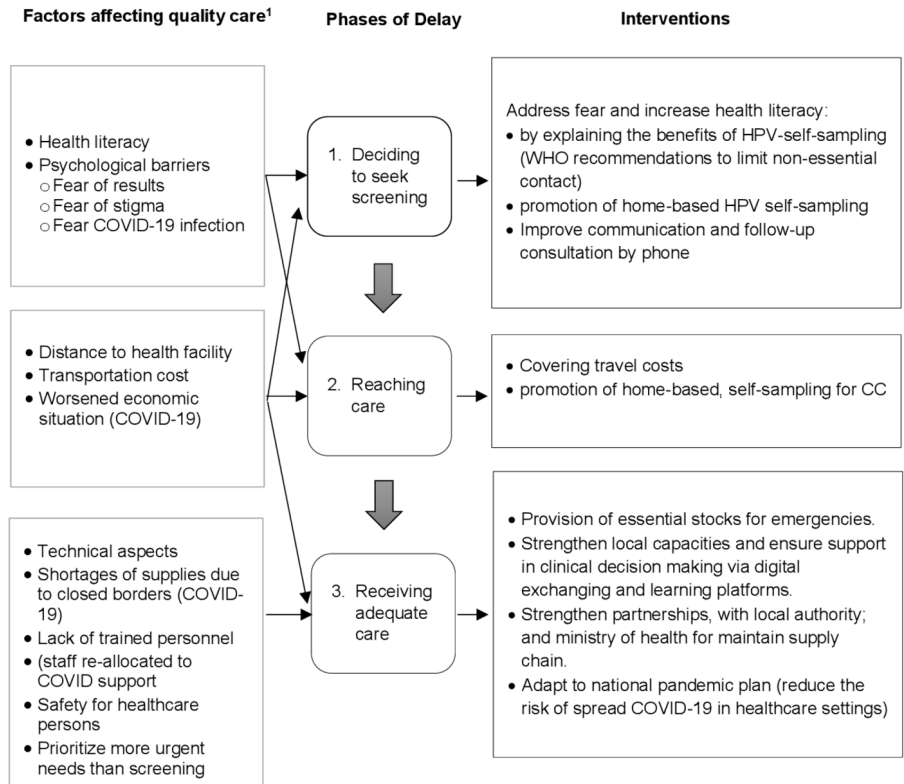 Factors affecting quality care¹
Phases of Delay
Interventions
● Health literacy
● Psychological barriers
○ Fear of results
○ Fear of stigma
○ Fear COVID-19 infection
1. Deciding
to seek
screening
Address fear and increase health literacy:
● by explaining the benefits of HPV-self-sampling
(WHO recommendations to limit non-essential
contact)
● promotion of home-based HPV self-sampling
● Improve communication and follow-up
consultation by phone
● Distance to health facility
● Transportation cost
● Worsened economic
situation (COVID-19)
2. Reaching
care
● Covering travel costs
● promotion of home-based, self-sampling for CC
● Technical aspects
● Shortages of supplies due
to closed borders (COVID-
19)
● Lack of trained personnel
● (staff re-allocated to
COVID support
● Safety for healthcare
persons
● Prioritize more urgent
needs than screening
3. Receiving
adequate
care
● Provision of essential stocks for emergencies.
● Strengthen local capacities and ensure support
in clinical decision making via digital
exchanging and learning platforms.
● Strengthen partnerships, with local authority;
and ministry of health for maintain supply
chain.
● Adapt to national pandemic plan (reduce the
risk of spread COVID-19 in healthcare settings)